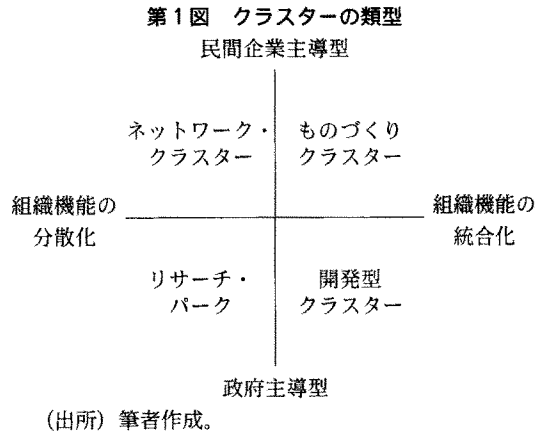 第1図 クラスターの類型
民間企業主導型
ネットワーク・
クラスター
ものづくり
クラスター
組織機能の
分散化
組織機能の
統合化
リサーチ・
パーク
開発型
クラスター
政府主導型
(出所) 筆者作成。